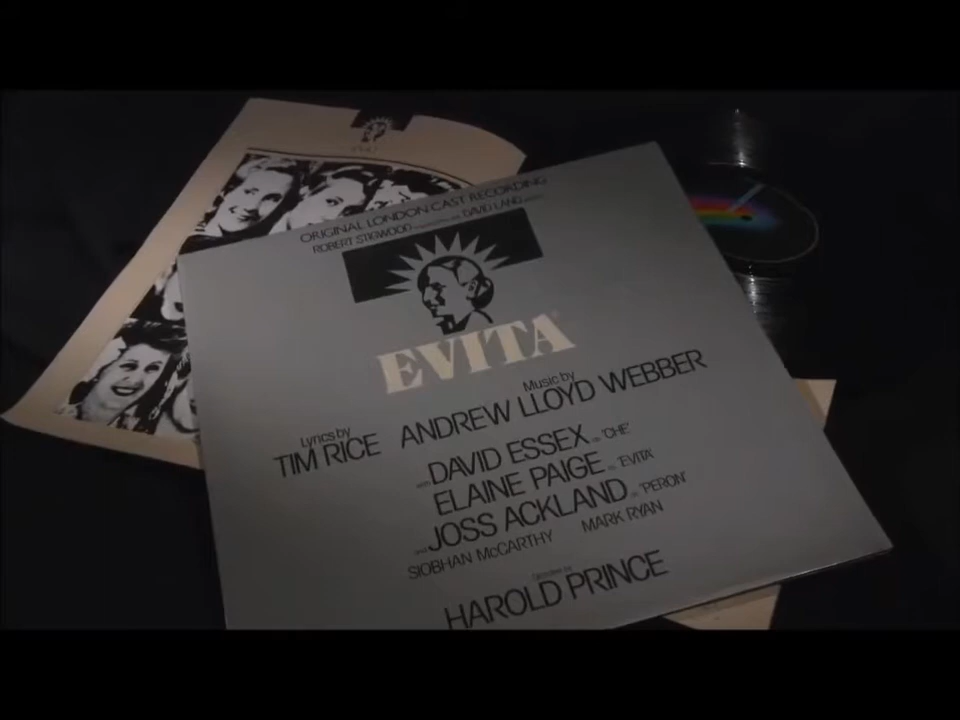 ORIGINAL LONDON CAST RECORDING
ROBERT STIGWOOD DAVID LAND
EVITA
Lyrics by Music by
TIM RICE ANDREW LLOYD WEBBER
with DAVID ESSEX as 'CHE'
ELAINE PAIGE as 'EVITA'
and JOSS ACKLAND as 'PERON'
SIOBHAN McCARTHY MARK RYAN
Directed by
HAROLD PRINCE